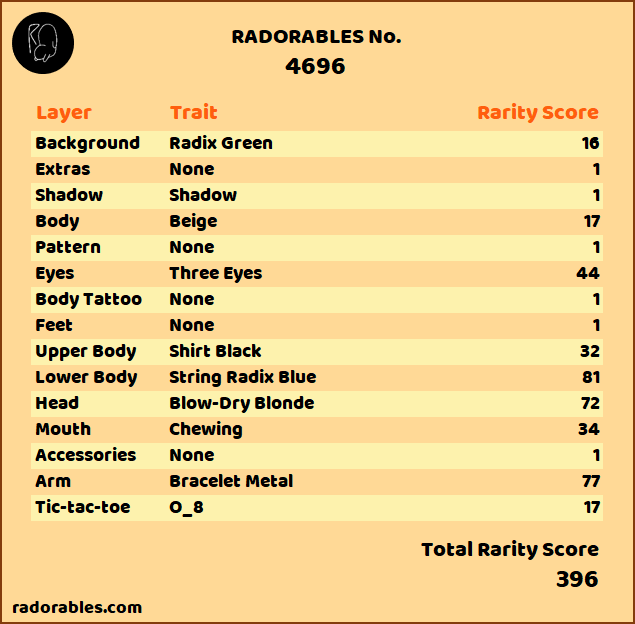 RADORABLES No.
4696
Layer Trait Rarity Score
Background Radix Green 16
Extras None 1
Shadow Shadow 1
Body Beige 17
Pattern None 1
Eyes Three Eyes 44
Body Tattoo None 1
Feet None 1
Upper Body Shirt Black 32
Lower Body String Radix Blue 81
Head Blow-Dry Blonde 72
Mouth Chewing 34
Accessories None 1
Arm Bracelet Metal 77
Tic-tac-toe O_8 17
Total Rarity Score
396
radorables.com